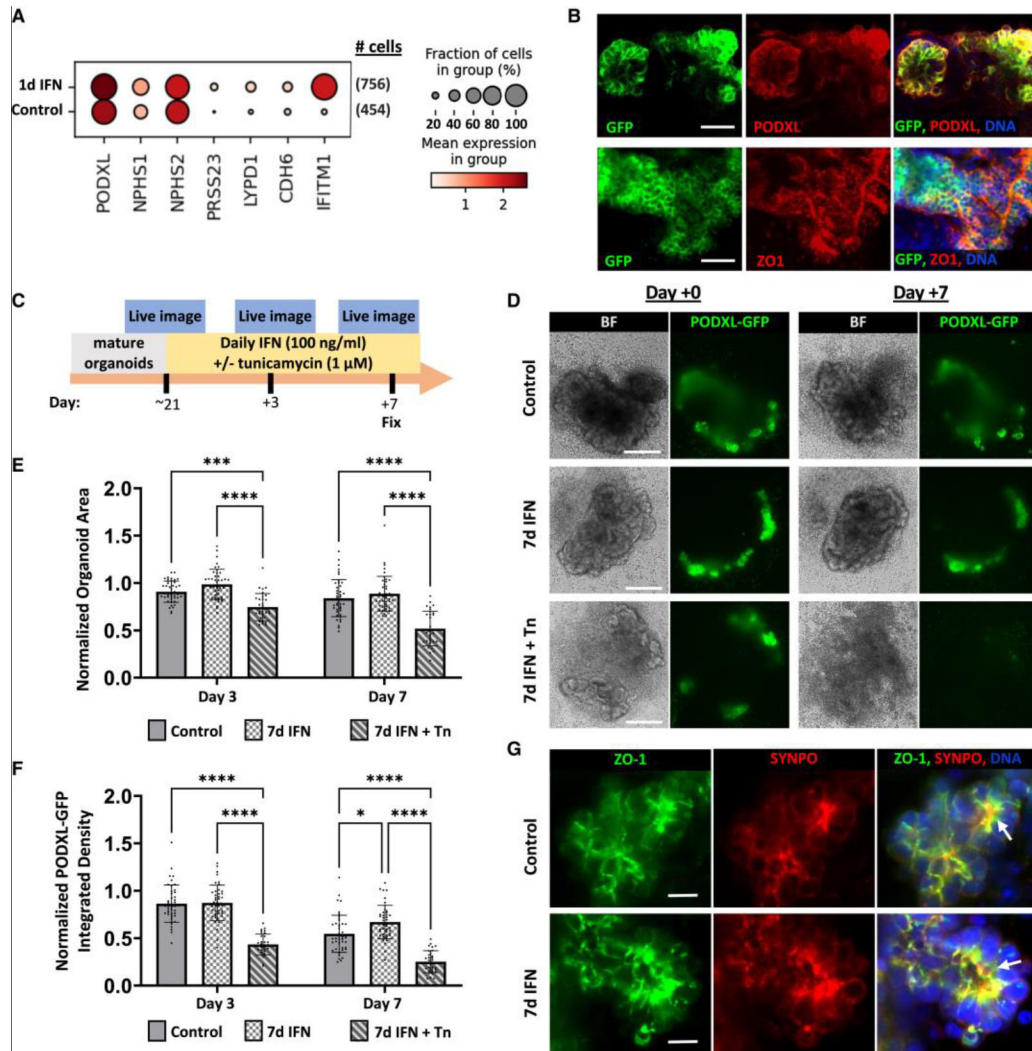 A
# cells
1d IFN
(756)
Control
(454)
PODXL
NPHS1
NPHS2
PRSS23
LYPD1
CDH6
IFITM1
Fraction of cells
in group (%)
20 40 60 80 100
Mean expression
in group
1 2
B
GFP
PODXL
GFP, PODXL, DNA
GFP
ZO1
GFP, ZO1, DNA
C
Live image
Live image
Live image
mature
organoids
Daily IFN (100 ng/ml)
+/- tunicamycin (1 μM)
Day:
~21
+3
+7
Fix
D
Day +0
Day +7
BF
PODXL-GFP
BF
PODXL-GFP
Control
7d IFN
7d IFN + Tn
E
Normalized Organoid Area
2.0
1.5
1.0
0.5
0.0
***
****
****
****
Day 3
Day 7
Control
7d IFN
7d IFN + Tn
F
Normalized PODXL-GFP
Integrated Density
2.0
1.5
1.0
0.5
0.0
****
****
****
*
****
Day 3
Day 7
Control
7d IFN
7d IFN + Tn
G
ZO-1
SYNPO
ZO-1, SYNPO, DNA
Control
7d IFN